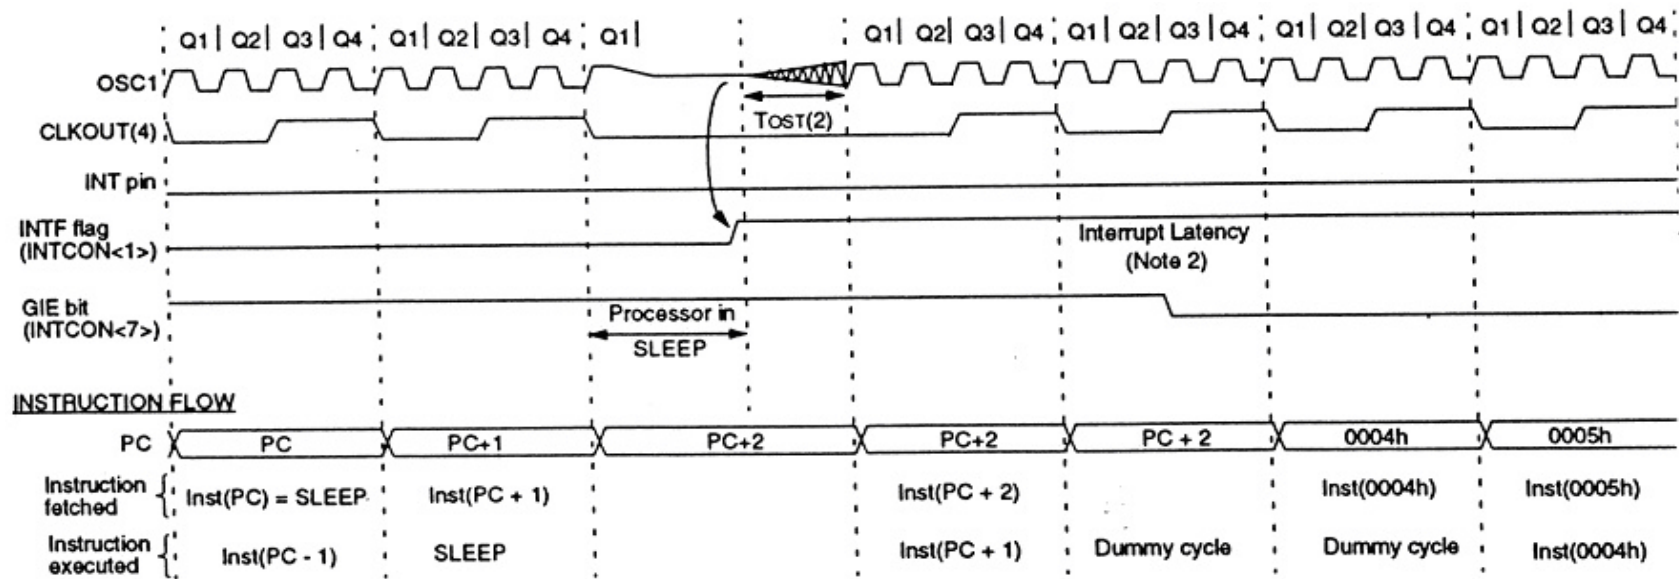 Q1 | Q2 | Q3 | Q4 Q1 | Q2 | Q3 | Q4 Q1 | Q1 | Q2 | Q3 | Q4 Q1 | Q2 | Q3 | Q4 Q1 | Q2 | Q3 | Q4 Q1 | Q2 | Q3 | Q4
OSC1
TOST(2)
CLKOUT(4)
INT pin
INTF flag
(INTCON<1>)
Interrupt Latency
(Note 2)
GIE bit
(INTCON<7>)
Processor in
SLEEP
INSTRUCTION FLOW
PC PC PC+1 PC+2 PC+2 PC + 2 0004h 0005h
Instruction
fetched
Inst(PC) = SLEEP Inst(PC + 1) Inst(PC + 2) Inst(0004h) Inst(0005h)
Instruction
executed
Inst(PC - 1) SLEEP Inst(PC + 1) Dummy cycle Dummy cycle Inst(0004h)